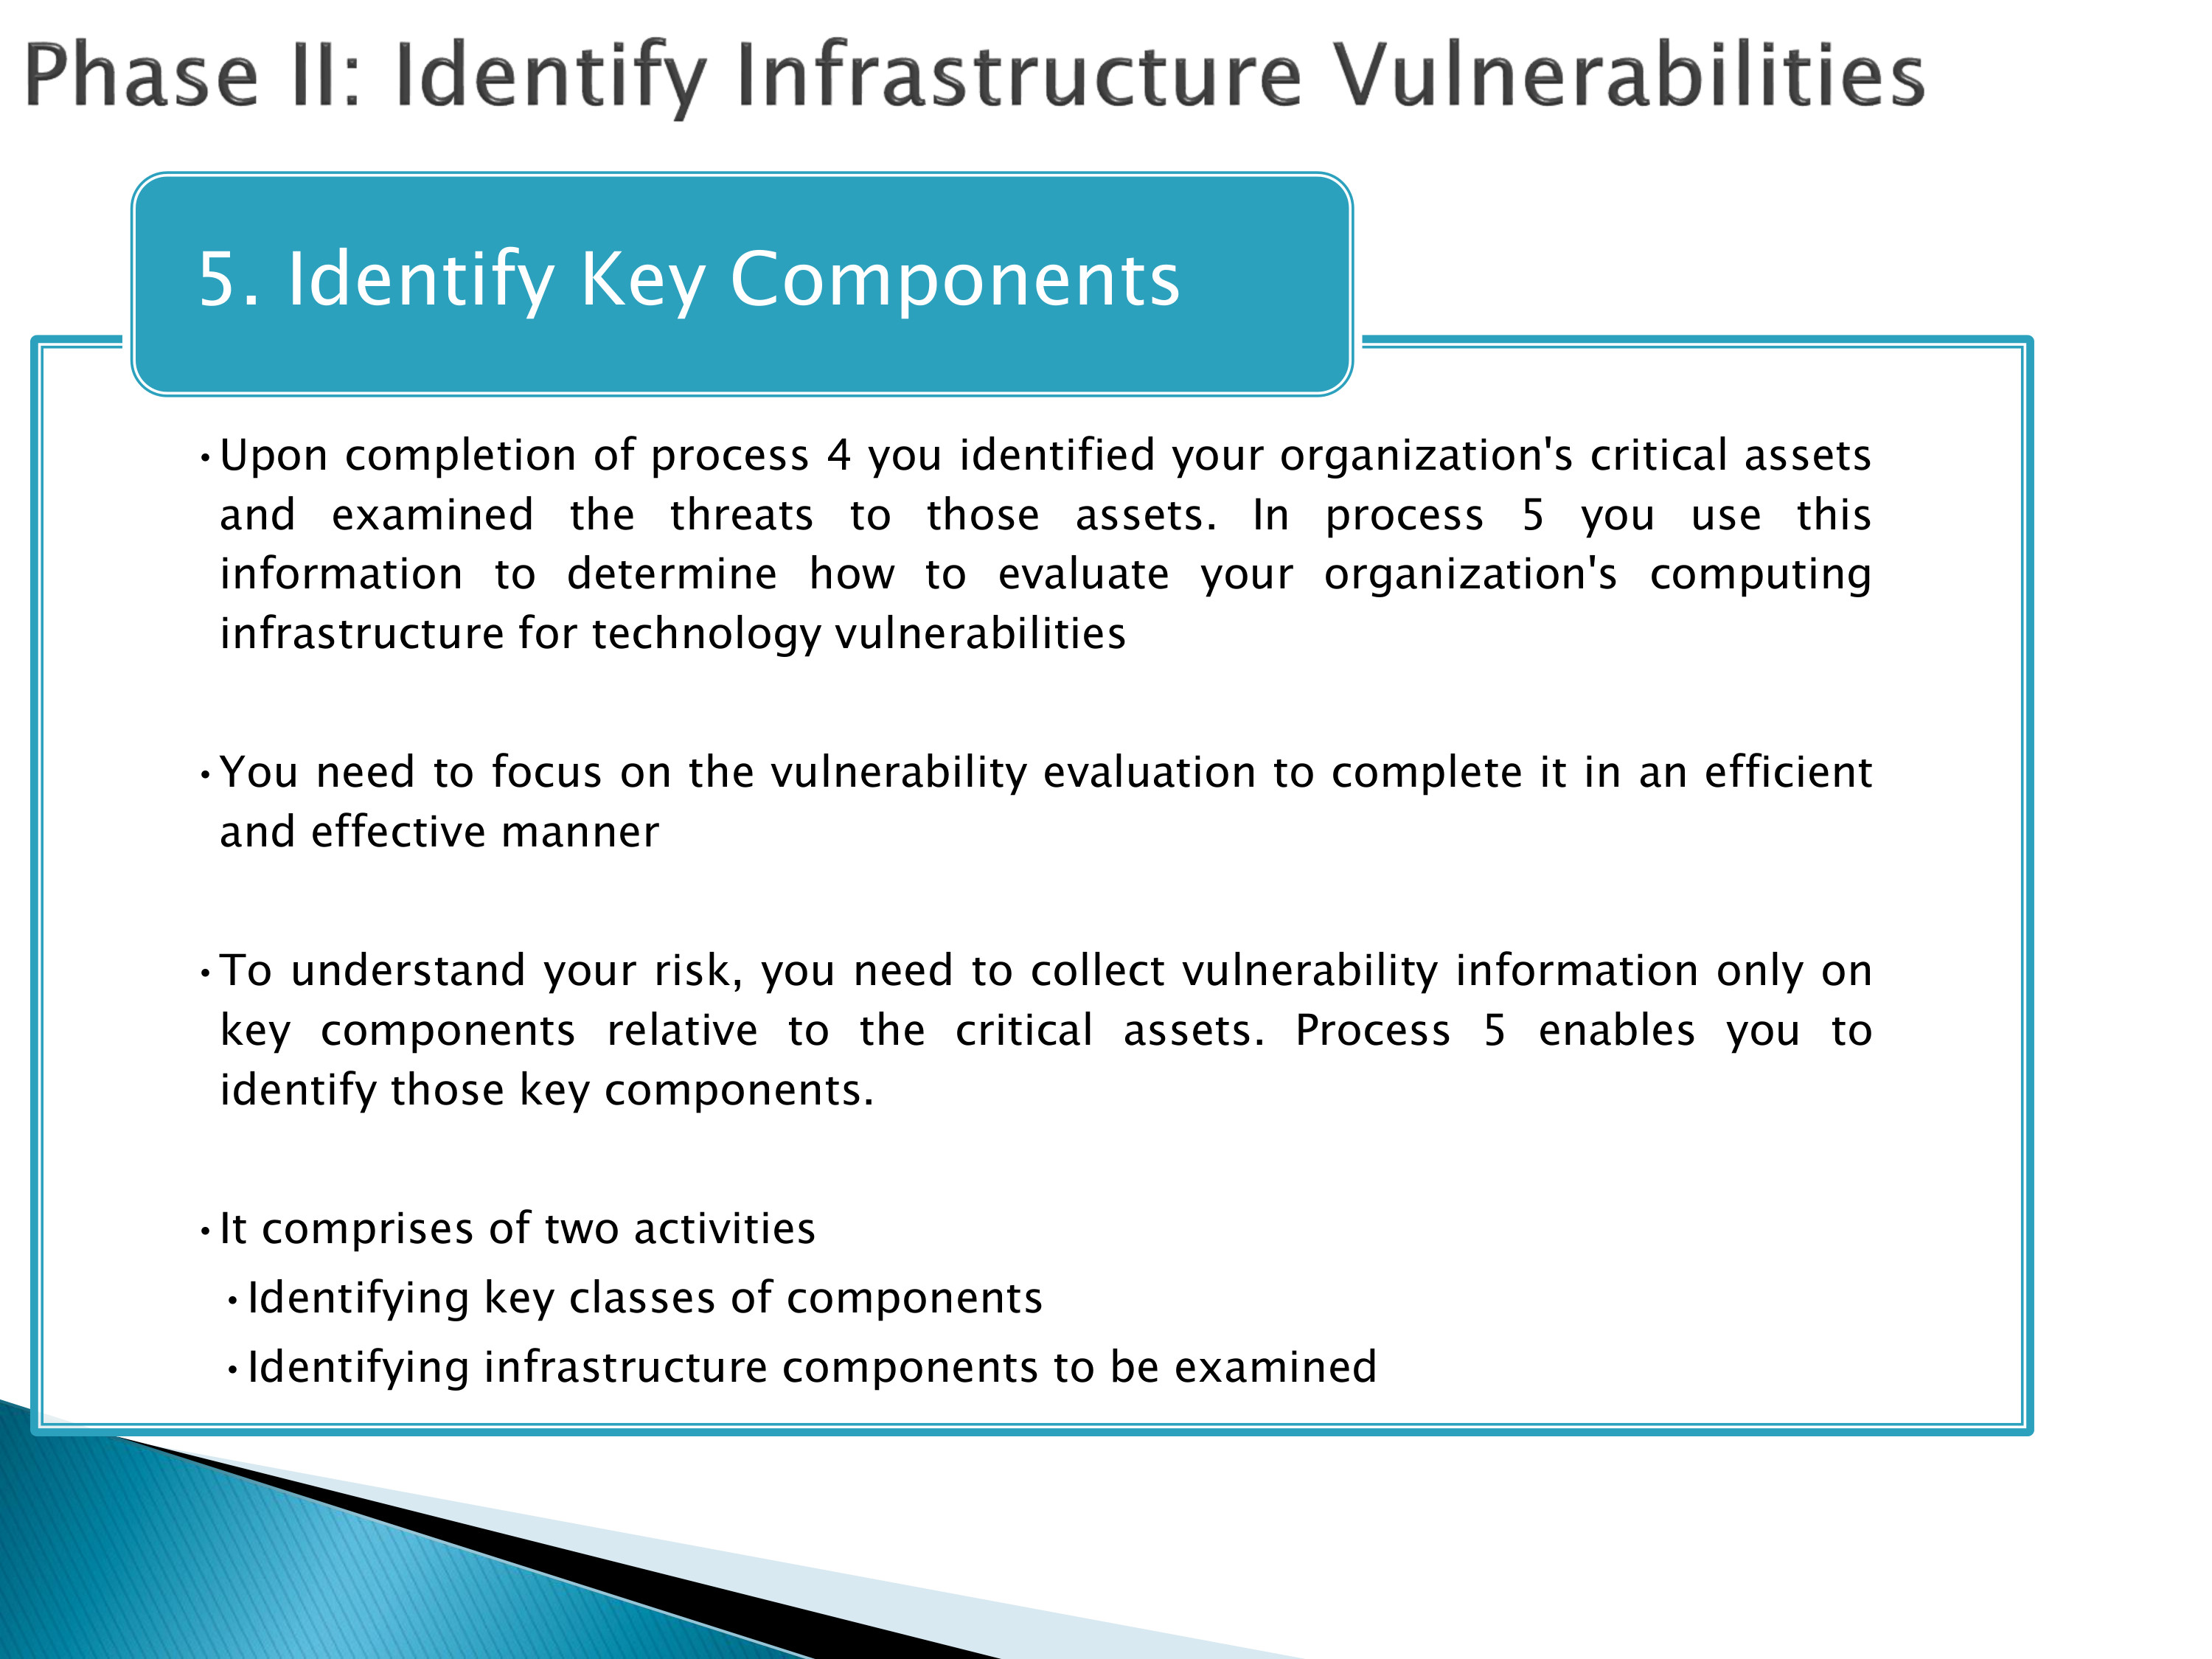 Phase II: Identify Infrastructure Vulnerabilities
5. Identify Key Components
•Upon completion of process 4 you identified your organization's critical assets
and examined the threats to those assets. In process 5 you use this
information to determine how to evaluate your organization's computing
infrastructure for technology vulnerabilities
•You need to focus on the vulnerability evaluation to complete it in an efficient
and effective manner
•To understand your risk, you need to collect vulnerability information only on
key components relative to the critical assets. Process 5 enables you to
identify those key components.
•It comprises of two activities
•Identifying key classes of components
•Identifying infrastructure components to be examined